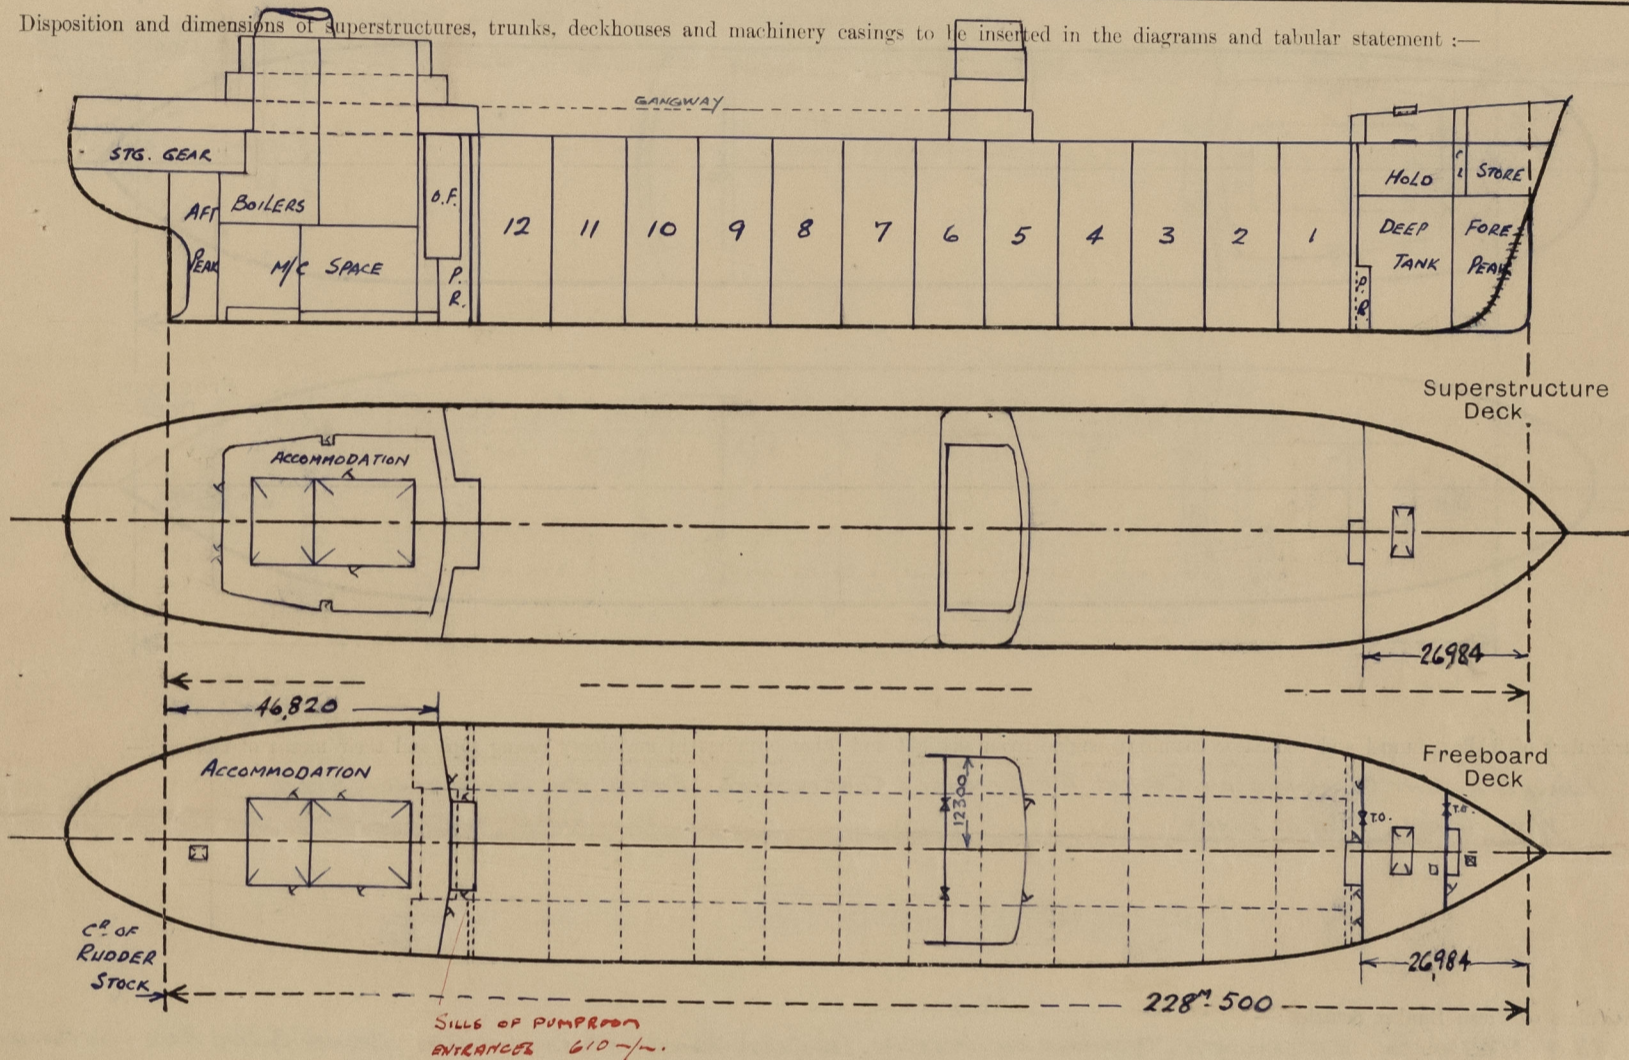 Disposition and dimensions of superstructures, trunks, deckhouses and machinery casings to be inserted in the diagrams and tabular statement :—
GANGWAY
STG. GEAR
AFT
PEAK
BOILERS
M/C SPACE
O.F.
P.
R.
12 11 10 9 8 7 6 5 4 3 2 1
HOLD
C
L
STORE
DEEP
TANK
FORE
PEAK
P.
R.
Superstructure
Deck
ACCOMMODATION
26984
46,820
Freeboard
Deck
ACCOMMODATION
12300
T.O.
T.O.
CR. OF
RUDDER
STOCK
26984
228M. 500
SILLS OF PUMPROOM
ENTRANCES 610 m/m.